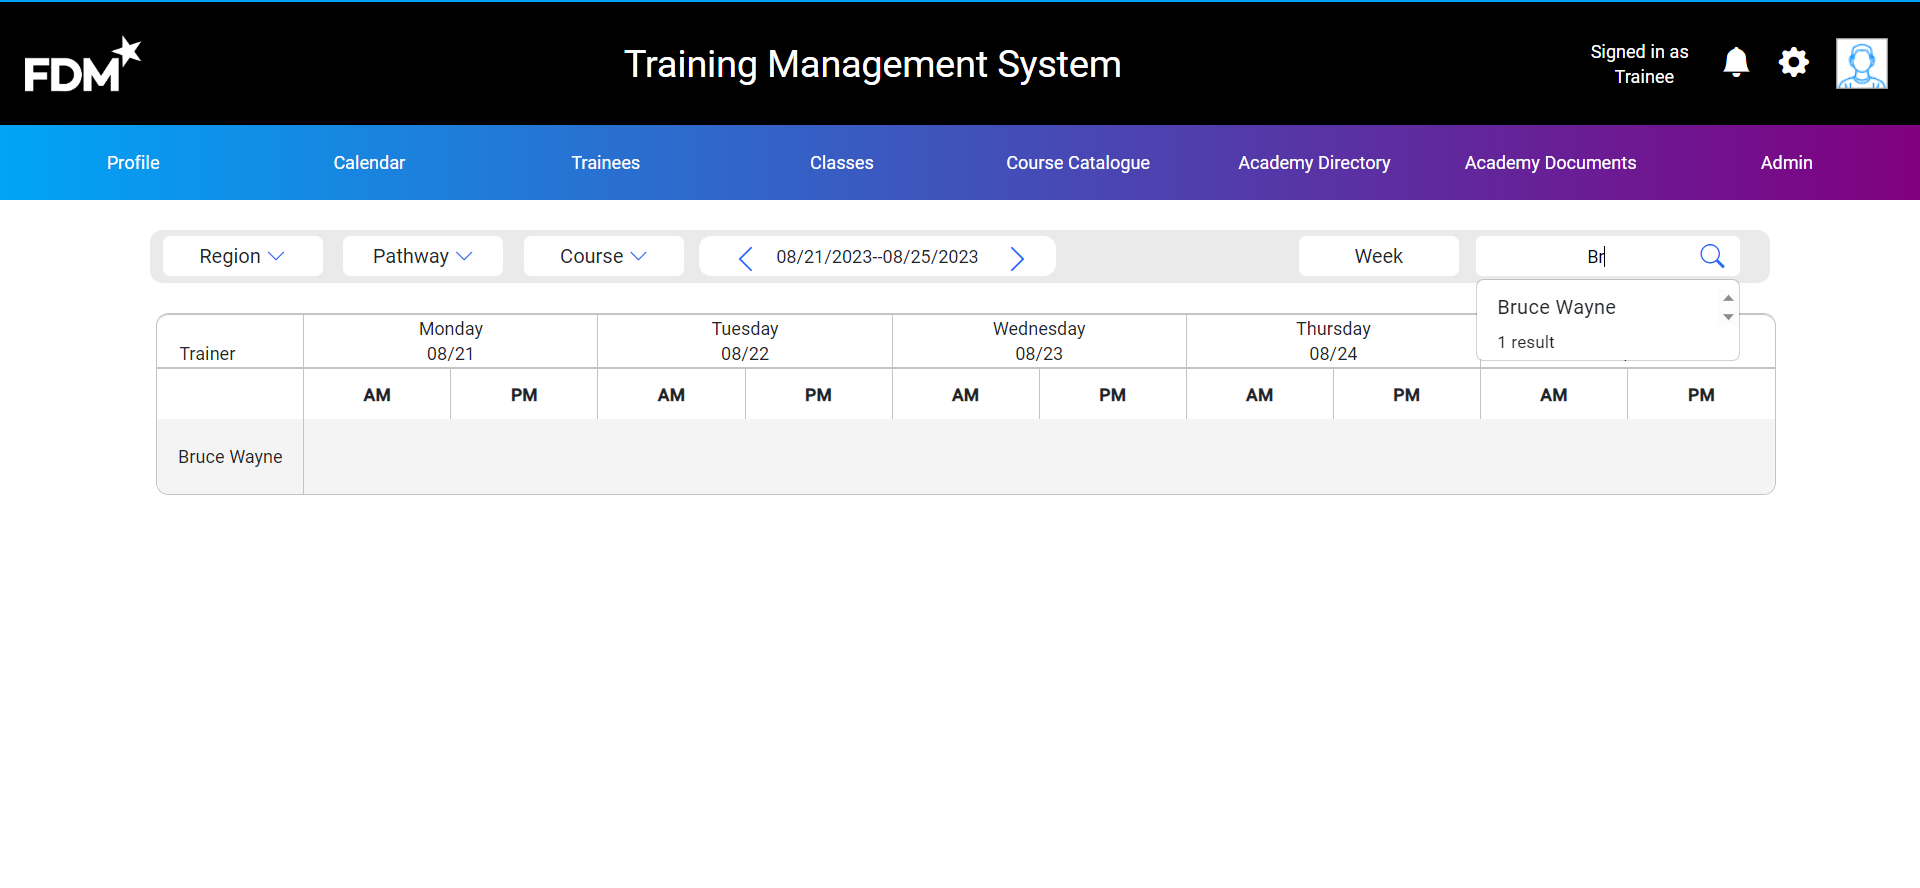 FDM
Training Management System
Signed in as
Trainee
Profile
Calendar
Trainees
Classes
Course Catalogue
Academy Directory
Academy Documents
Admin
Region
Pathway
Course
08/21/2023--08/25/2023
Week
Br
Bruce Wayne
1 result
Trainer
Monday
08/21
Tuesday
08/22
Wednesday
08/23
Thursday
08/24
AM
PM
AM
PM
AM
PM
AM
PM
AM
PM
Bruce Wayne